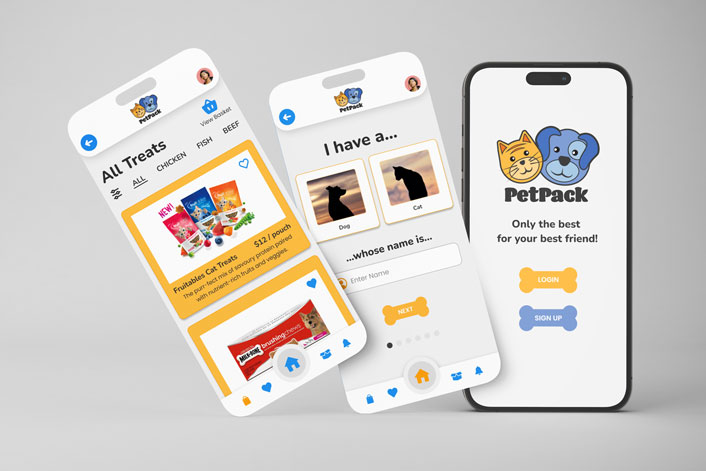 PetPack
View Basket
All Treats
ALL
CHICKEN
FISH
BEEF
NEW!
Fruitables Cat Treats
$12 / pouch
The purr-fect mix of savoury protein paired
with nutrient-rich fruits and veggies.
MILK-BONE
brushing chews
PetPack
I have a...
Dog
Cat
...whose name is...
Enter Name
NEXT
PetPack
Only the best
for your best friend!
LOGIN
SIGN UP